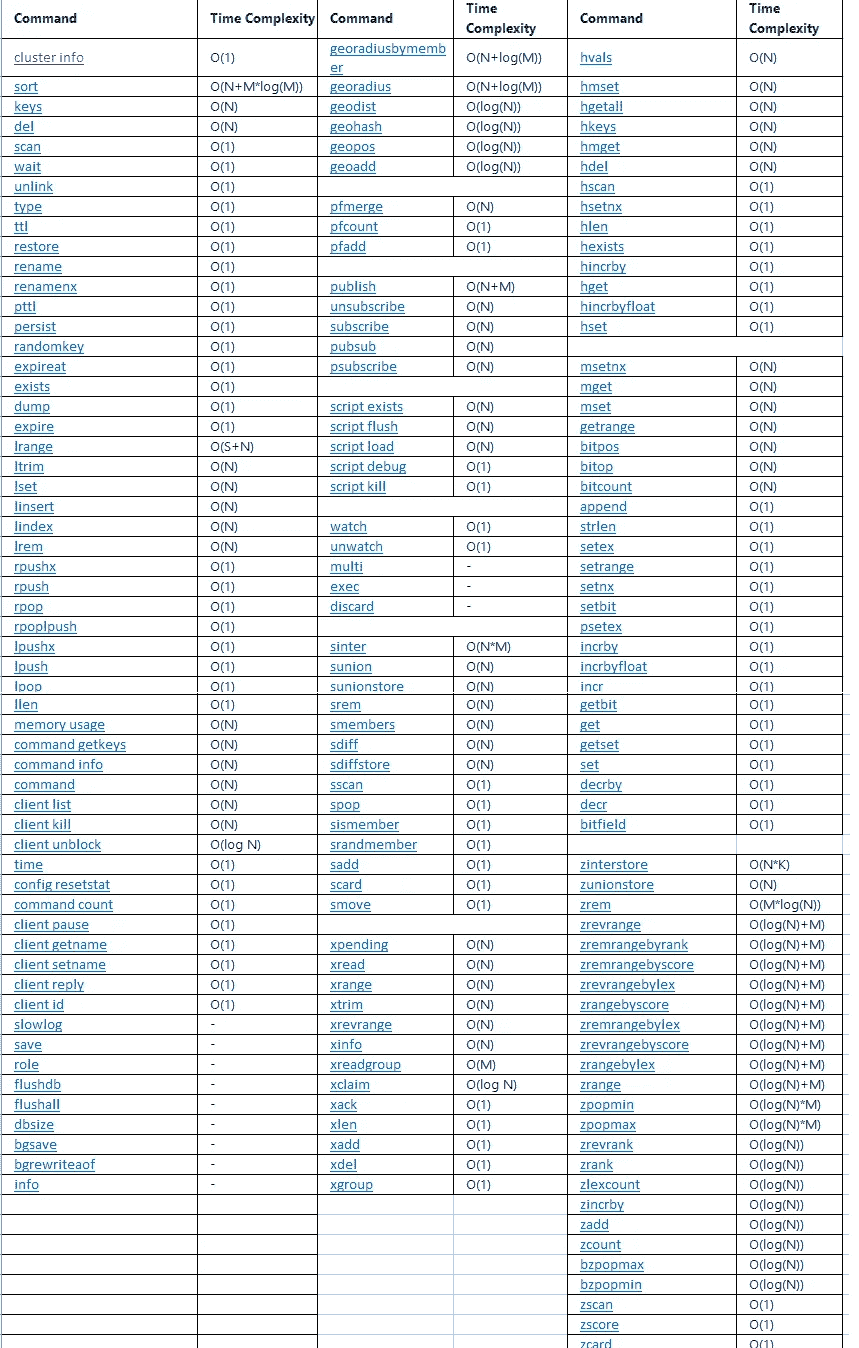 Command Time Complexity Command Time Complexity Command Time Complexity
cluster info O(1) georadiusbymember O(N+log(M)) hvals O(N)
sort O(N+M*log(M)) georadius O(N+log(M)) hmset O(N)
keys O(N) geodist O(log(N)) hgetall O(N)
del O(N) geohash O(log(N)) hkeys O(N)
scan O(1) geopos O(log(N)) hmget O(N)
wait O(1) geoadd O(log(N)) hdel O(N)
unlink O(1) hscan O(1)
type O(1) pfmerge O(N) hsetnx O(1)
ttl O(1) pfcount O(1) hlen O(1)
restore O(1) pfadd O(1) hexists O(1)
rename O(1) hincrby O(1)
renamenx O(1) publish O(N+M) hget O(1)
pttl O(1) unsubscribe O(N) hincrbyfloat O(1)
persist O(1) subscribe O(N) hset O(1)
randomkey O(1) pubsub O(N)
expireat O(1) psubscribe O(N) msetnx O(N)
exists O(1) mget O(N)
dump O(1) script exists O(N) mset O(N)
expire O(1) script flush O(N) getrange O(N)
lrange O(S+N) script load O(N) bitpos O(N)
ltrim O(N) script debug O(1) bitop O(N)
lset O(N) script kill O(1) bitcount O(N)
linsert O(N) append O(1)
lindex O(N) watch O(1) strlen O(1)
lrem O(N) unwatch O(1) setex O(1)
rpushx O(1) multi - setrange O(1)
rpush O(1) exec - setnx O(1)
rpop O(1) discard - setbit O(1)
rpoplpush O(1) psetex O(1)
lpushx O(1) sinter O(N*M) incrby O(1)
lpush O(1) sunion O(N) incrbyfloat O(1)
lpop O(1) sunionstore O(N) incr O(1)
llen O(1) srem O(N) getbit O(1)
memory usage O(N) smembers O(N) get O(1)
command getkeys O(N) sdiff O(N) getset O(1)
command info O(N) sdiffstore O(N) set O(1)
command O(N) sscan O(1) decrby O(1)
client list O(N) spop O(1) decr O(1)
client kill O(N) sismember O(1) bitfield O(1)
client unblock O(log N) srandmember O(1)
time O(1) sadd O(1) zinterstore O(N*K)
config resetstat O(1) scard O(1) zunionstore O(N)
command count O(1) smove O(1) zrem O(M*log(N))
client pause O(1) zrevrange O(log(N)+M)
client getname O(1) xpending O(N) zremrangebyrank O(log(N)+M)
client setname O(1) xread O(N) zremrangebyscore O(log(N)+M)
client reply O(1) xrange O(N) zrevrangebylex O(log(N)+M)
client id O(1) xtrim O(N) zrangebyscore O(log(N)+M)
slowlog - xrevrange O(N) zremrangebylex O(log(N)+M)
save - xinfo O(N) zrevrangebyscore O(log(N)+M)
role - xreadgroup O(M) zrangebylex O(log(N)+M)
flushdb - xclaim O(log N) zrange O(log(N)+M)
flushall - xack O(1) zpopmin O(log(N)*M)
dbsize - xlen O(1) zpopmax O(log(N)*M)
bgsave - xadd O(1) zrevrank O(log(N))
bgrewriteaof - xdel O(1) zrank O(log(N))
info - xgroup O(1) zlexcount O(log(N))
zincrby O(log(N))
zadd O(log(N))
zcount O(log(N))
bzpopmax O(log(N))
bzpopmin O(log(N))
zscan O(1)
zscore O(1)
zcard O(1)